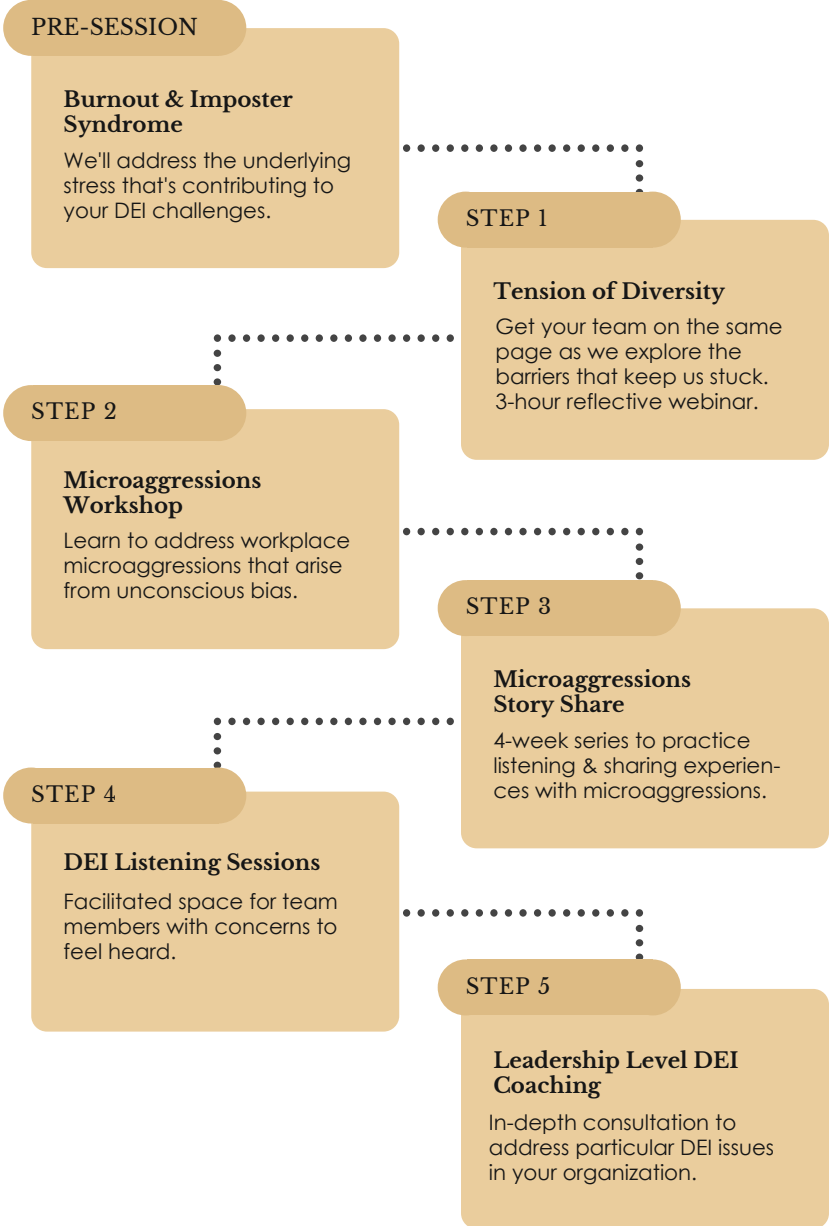 PRE-SESSION
Burnout & Imposter
Syndrome
We'll address the underlying
stress that's contributing to
your DEI challenges.
STEP 1
Tension of Diversity
Get your team on the same
page as we explore the
barriers that keep us stuck.
3-hour reflective webinar.
STEP 2
Microaggressions
Workshop
Learn to address workplace
microaggressions that arise
from unconscious bias.
STEP 3
Microaggressions
Story Share
4-week series to practice
listening & sharing experien-
ces with microaggressions.
STEP 4
DEI Listening Sessions
Facilitated space for team
members with concerns to
feel heard.
STEP 5
Leadership Level DEI
Coaching
In-depth consultation to
address particular DEI issues
in your organization.